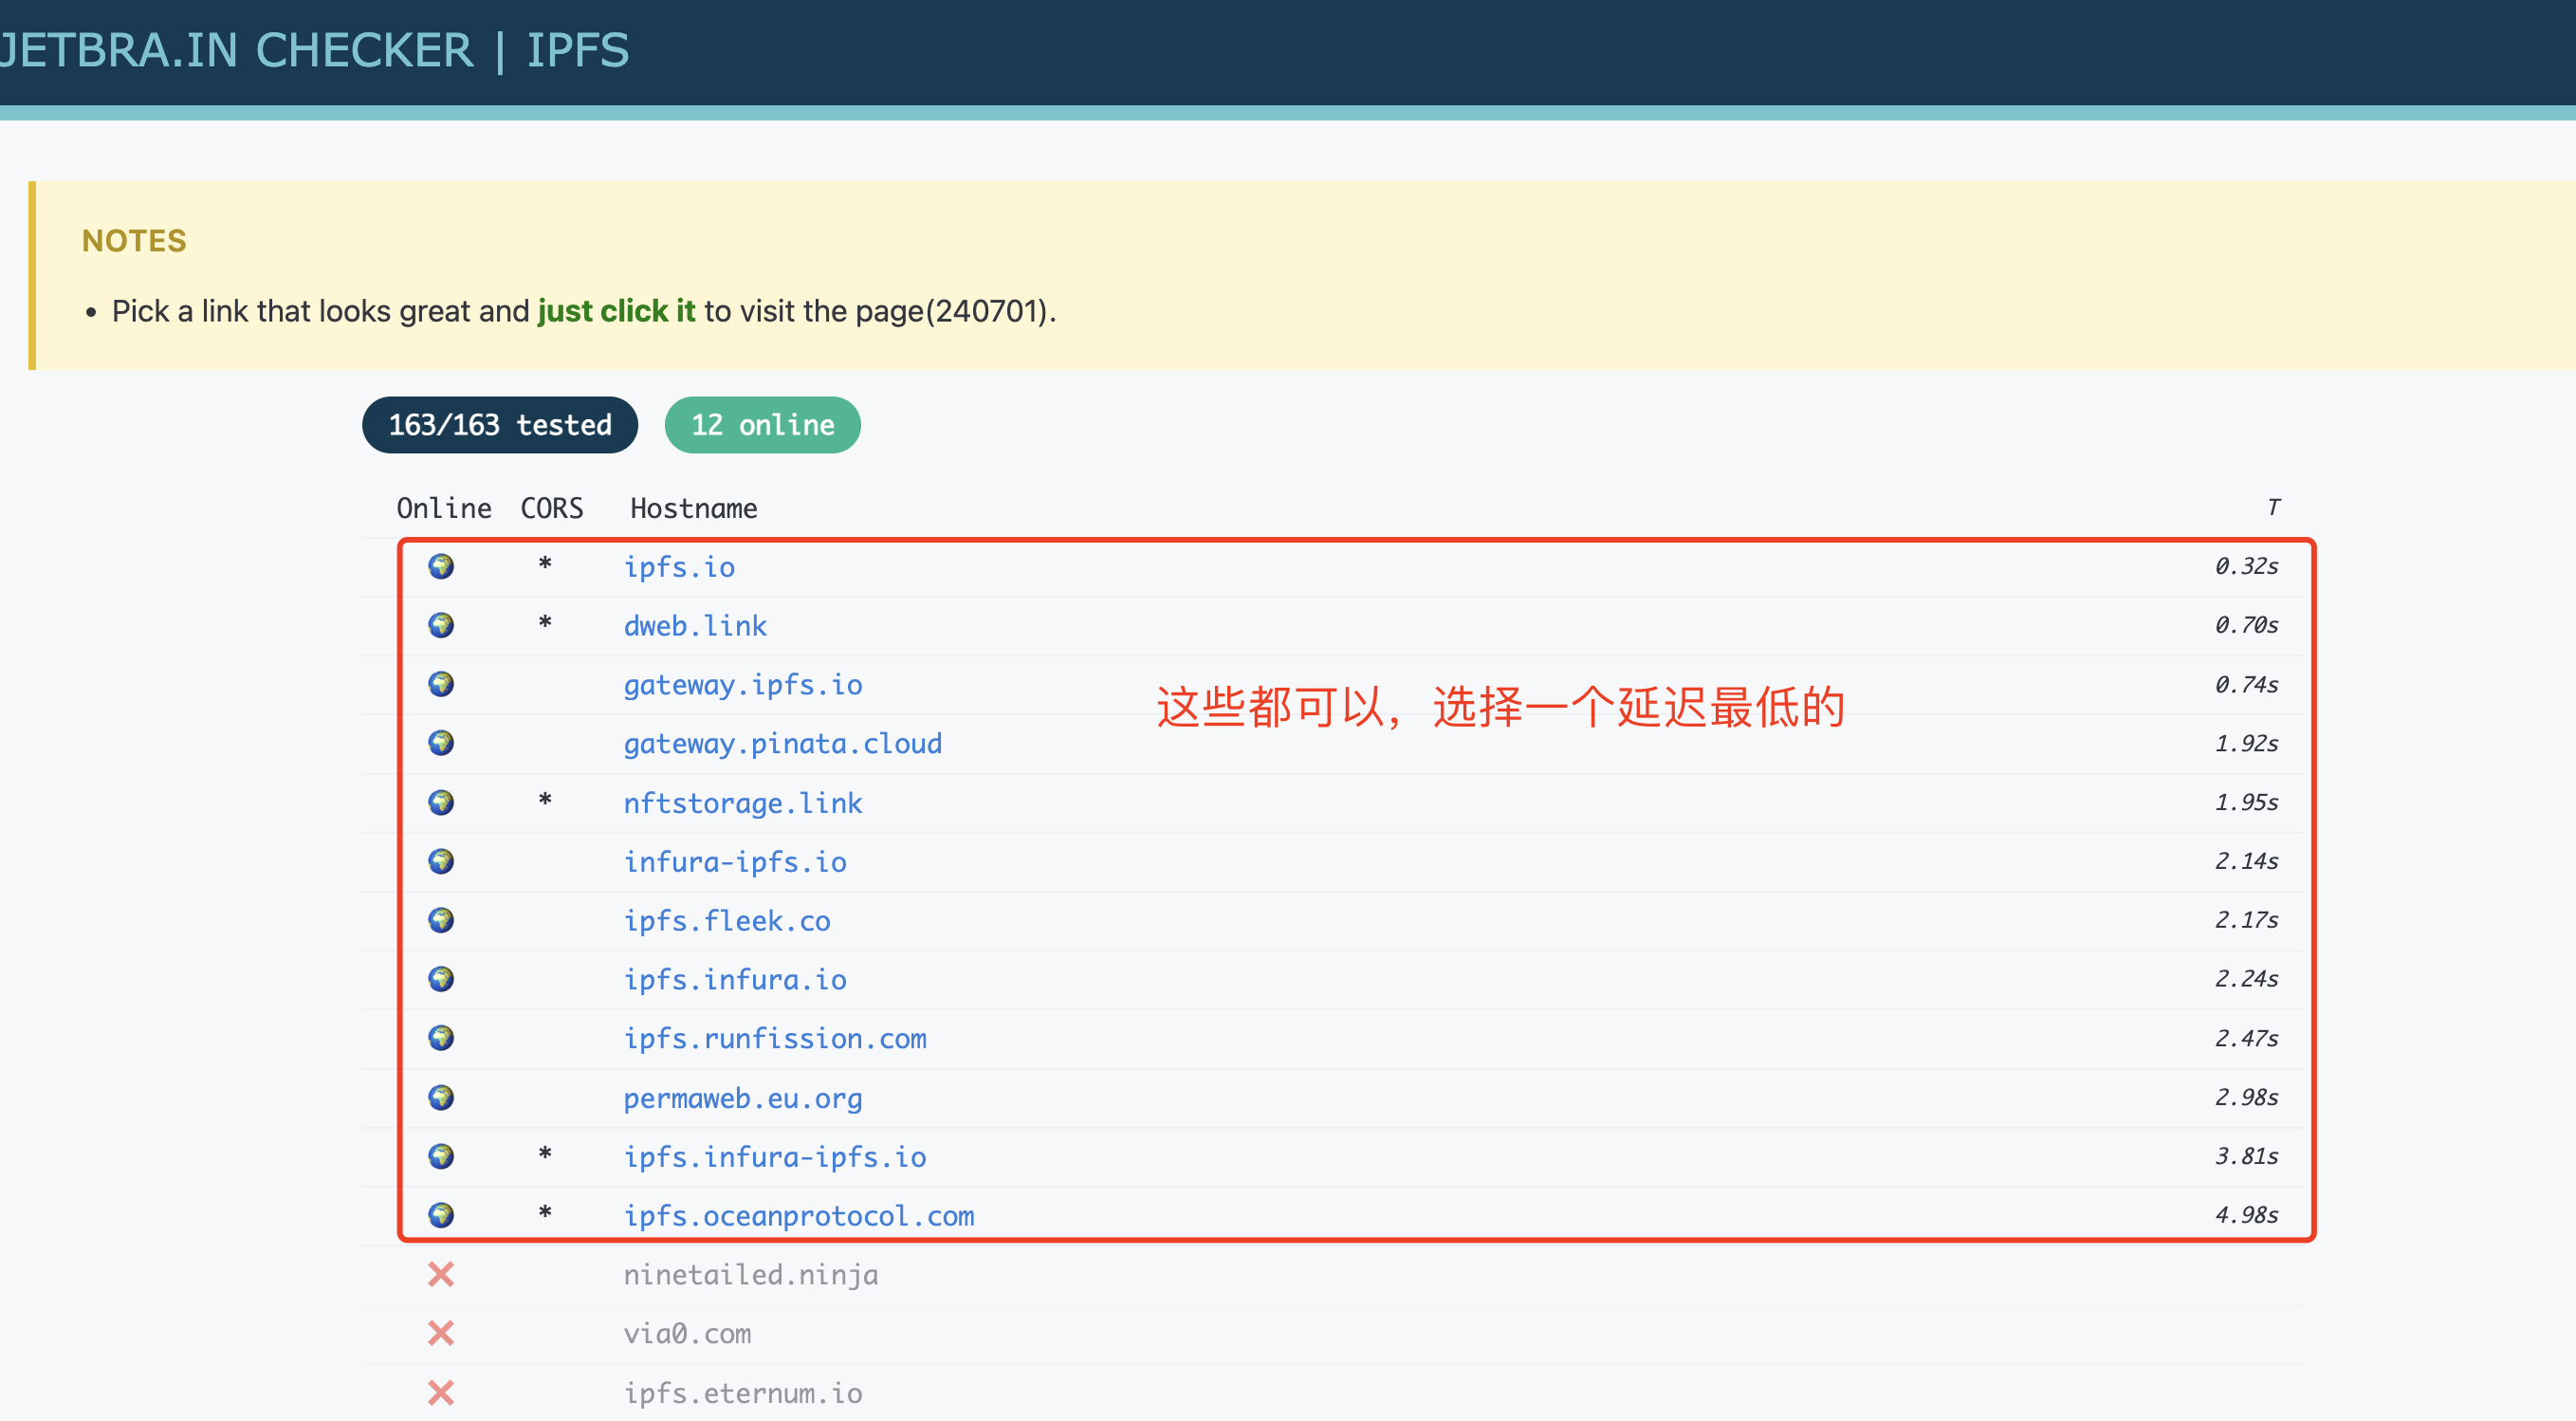 JETBRA.IN CHECKER | IPFS
NOTES
• Pick a link that looks great and just click it to visit the page(240701).
163/163 tested 12 online
Online CORS Hostname T
* ipfs.io 0.32s
* dweb.link 0.70s
gateway.ipfs.io 0.74s
这些都可以，选择一个延迟最低的
gateway.pinata.cloud 1.92s
* nftstorage.link 1.95s
infura-ipfs.io 2.14s
ipfs.fleek.co 2.17s
ipfs.infura.io 2.24s
ipfs.runfission.com 2.47s
permaweb.eu.org 2.98s
* ipfs.infura-ipfs.io 3.81s
* ipfs.oceanprotocol.com 4.98s
ninetailed.ninja
via0.com
ipfs.eternum.io